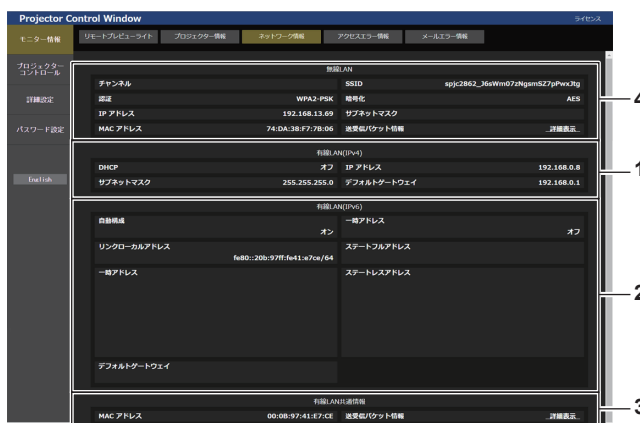 Projector Control Window
ライセンス
モニター情報
リモートプレビューライト
プロジェクター情報
ネットワーク情報
アクセスエラー情報
メールエラー情報
プロジェクター
コントロール
詳細設定
パスワード設定
English
無線LAN
チャンネル
SSID spjc2862_J6sWm07zNgsmSZ7pPwxJtg
認証 WPA2-PSK 暗号化 AES
IP アドレス 192.168.13.69 サブネットマスク
MAC アドレス 74:DA:38:F7:7B:06 送受信パケット情報 詳細表示
4
有線LAN(IPv4)
DHCP オフ IP アドレス 192.168.0.8
サブネットマスク 255.255.255.0 デフォルトゲートウェイ 192.168.0.1
1
有線LAN(IPv6)
自動構成 一時アドレス
オン オフ
リンクローカルアドレス ステートフルアドレス
fe80::20b:97ff:fe41:e7ce/64
一時アドレス ステートレスアドレス
2
デフォルトゲートウェイ
有線LAN共通情報
MAC アドレス 00:0B:97:41:E7:CE 送受信パケット情報 詳細表示
3